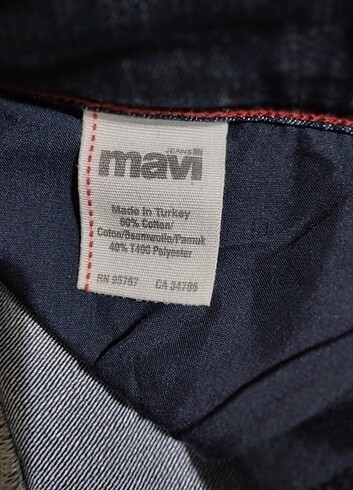 JEANS
mavi
Made in Turkey
60% Cotton/
Coton/Baumwolle/Pamuk
40% T400 Polyester
RN 95767 CA 34785